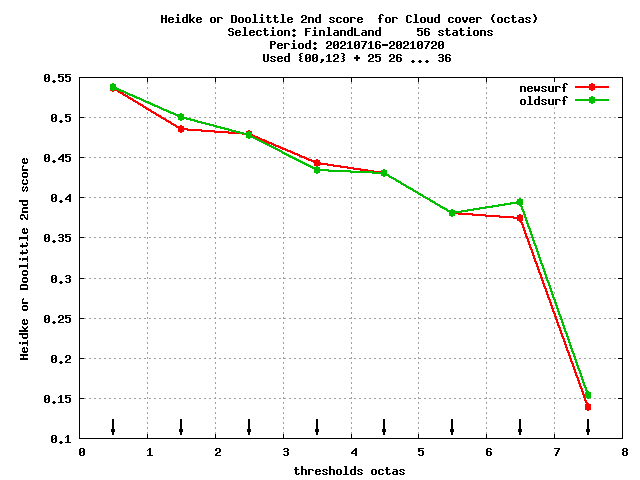 Heidke or Doolittle 2nd score  for Cloud cover (octas)
Selection: FinlandLand     56 stations
Period: 20210716-20210720
Used {00,12} + 25 26 ... 36
newsurf
oldsurf
0.55
0.5
0.45
0.4
0.35
0.3
0.25
0.2
0.15
0.1
Heidke or Doolittle 2nd score
0 1 2 3 4 5 6 7 8
thresholds octas